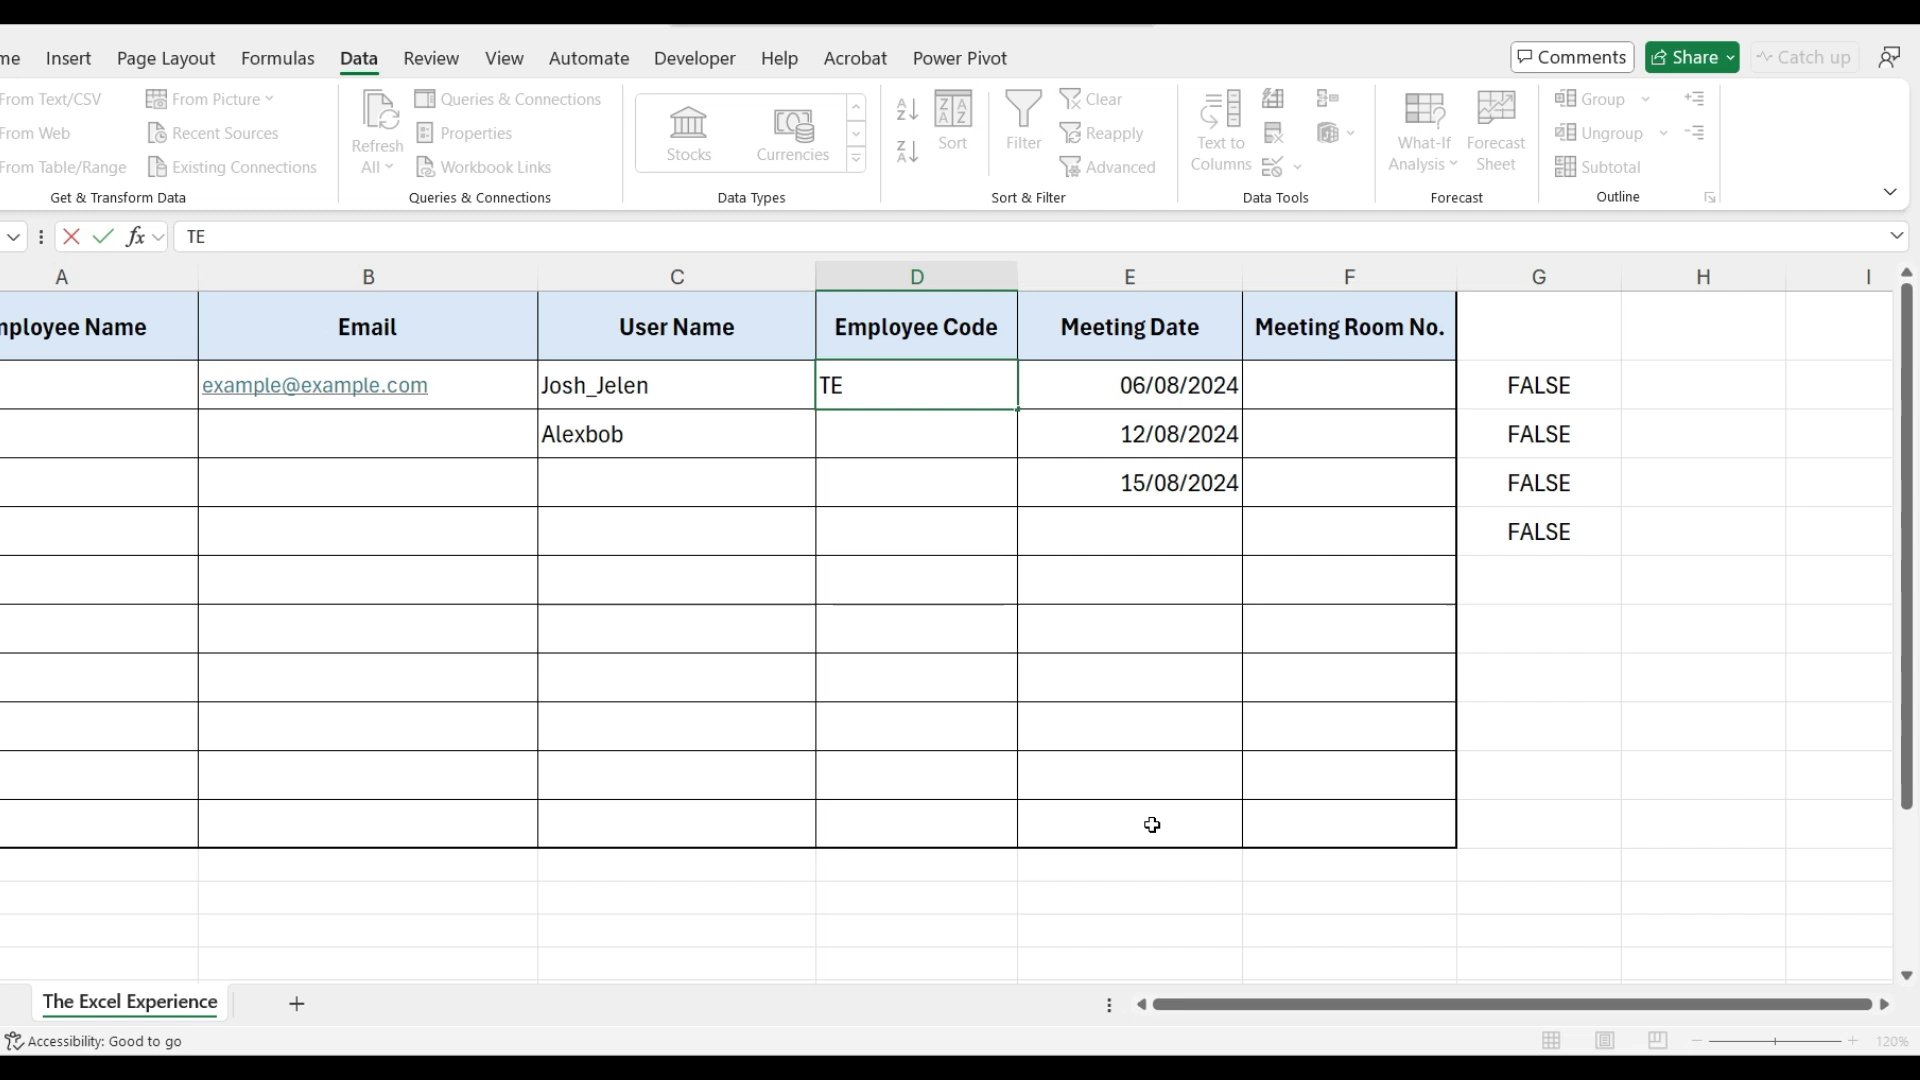 me Insert Page Layout Formulas Data Review View Automate Developer Help Acrobat Power Pivot Comments Share Catch up
From Text/CSV From Picture Queries & Connections Clear Group
From Web Recent Sources Properties Reapply Ungroup
From Table/Range Existing Connections Workbook Links Advanced Subtotal
Refresh All Stocks Currencies Sort Filter Text to Columns What-If Analysis Forecast Sheet
Get & Transform Data Queries & Connections Data Types Sort & Filter Data Tools Forecast Outline
fx TE
A B C D E F G H I
mployee Name Email User Name Employee Code Meeting Date Meeting Room No.
example@example.com Josh_Jelen TE 06/08/2024 FALSE
Alexbob 12/08/2024 FALSE
15/08/2024 FALSE
FALSE
The Excel Experience
Accessibility: Good to go 120%